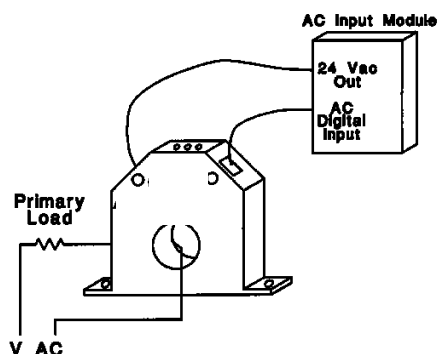 AC Input Module
24 Vac
Out
AC
Digital
Input
Primary
Load
V AC